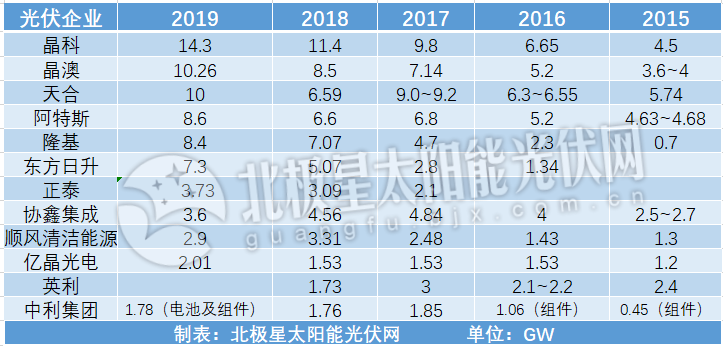 光伏企业 2019 2018 2017 2016 2015
晶科 14.3 11.4 9.8 6.65 4.5
晶澳 10.26 8.5 7.14 5.2 3.6~4
天合 10 6.59 9.0~9.2 6.3~6.55 5.74
阿特斯 8.6 6.6 6.8 5.2 4.63~4.68
隆基 8.4 7.07 4.7 2.3 0.7
东方日升 7.3 5.07 2.8 1.34
正泰 3.73 3.09 2.1
协鑫集成 3.6 4.56 4.84 4 2.5~2.7
顺风清洁能源 2.9 3.31 2.48 1.43 1.3
亿晶光电 2.01 1.53 1.53 1.53 1.2
英利 1.73 3 2.1~2.2 2.4
中利集团 1.78（电池及组件） 1.76 1.85 1.06（组件） 0.45（组件）
制表：北极星太阳能光伏网 单位：GW
北极星太阳能光伏网